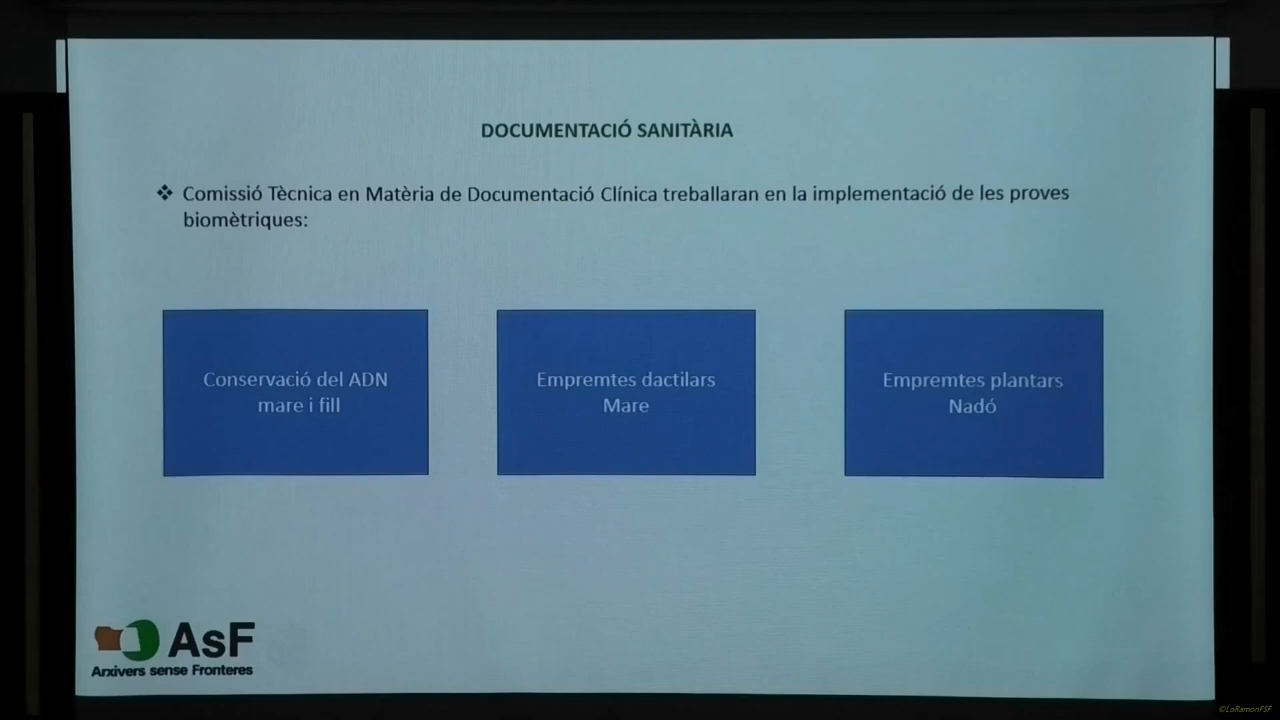 DOCUMENTACIÓ SANITÀRIA
❖ Comissió Tècnica en Matèria de Documentació Clínica treballaran en la implementació de les proves
biomètriques:
Conservació del ADN
mare i fill
Empremtes dactilars
Mare
Empremtes plantars
Nadó
AsF
Arxivers sense Fronteres
©LoRamonFSF